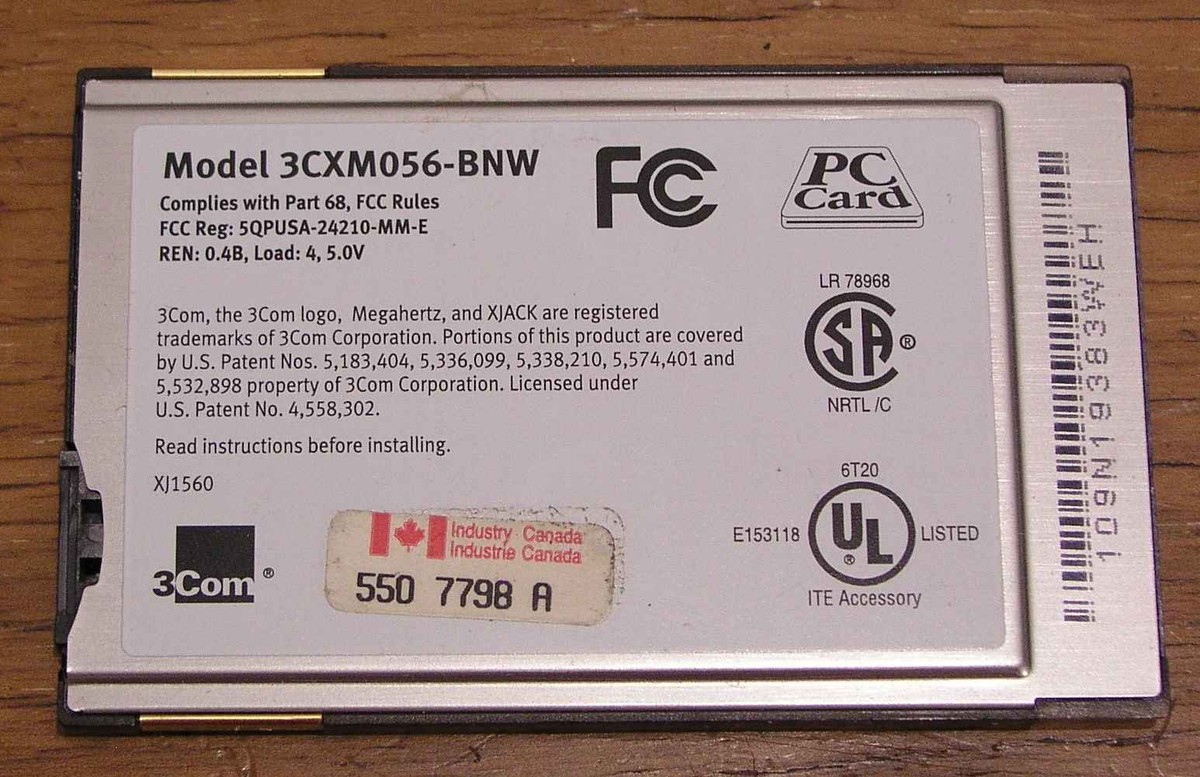 Model 3CXM056-BNW
Complies with Part 68, FCC Rules
FCC Reg: 5QPUSA-24210-MM-E
REN: 0.4B, Load: 4, 5.0V
FC
PC
Card
3Com, the 3Com logo, Megahertz, and XJACK are registered
trademarks of 3Com Corporation. Portions of this product are covered
by U.S. Patent Nos. 5,183,404, 5,336,099, 5,338,210, 5,574,401 and
5,532,898 property of 3Com Corporation. Licensed under
U.S. Patent No. 4,558,302.
Read instructions before installing.
XJ1560
3Com ®
Industry Canada
Industrie Canada
550 7798 A
LR 78968
SA ®
NRTL /C
6T20
E153118 UL ® LISTED
ITE Accessory
109N19383WEH